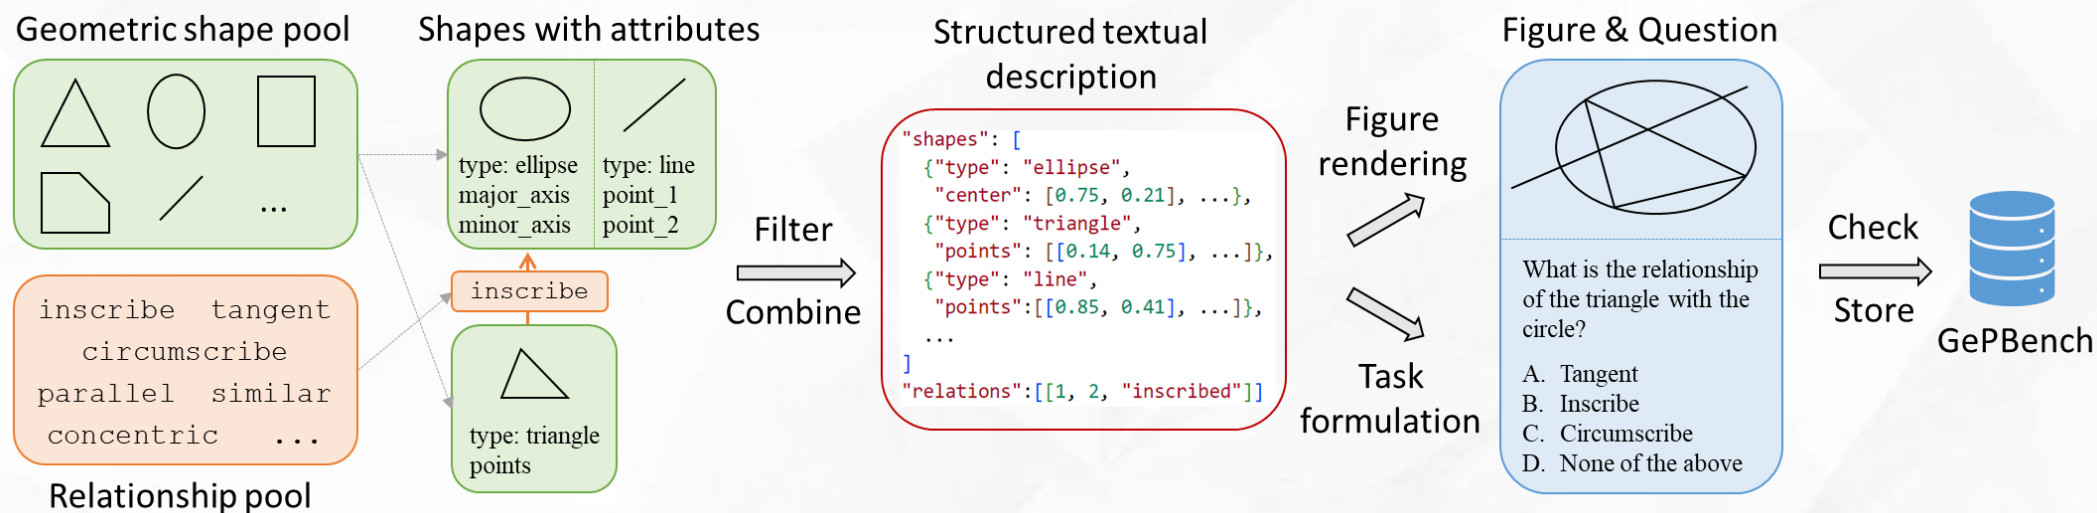 Geometric shape pool
...
inscribe tangent
circumscribe
parallel similar
concentric ...
Relationship pool
Shapes with attributes
type: ellipse
major_axis
minor_axis
type: line
point_1
point_2
inscribe
type: triangle
points
Filter
Combine
Structured textual
description
"shapes": [
{"type": "ellipse",
"center": [0.75, 0.21], ...},
{"type": "triangle",
"points": [[0.14, 0.75], ...]},
{"type": "line",
"points":[[0.85, 0.41], ...]},
...
]
"relations":[[1, 2, "inscribed"]]
Figure
rendering
Task
formulation
Figure & Question
What is the relationship
of the triangle with the
circle?
A. Tangent
B. Inscribe
C. Circumscribe
D. None of the above
Check
Store
GePBench